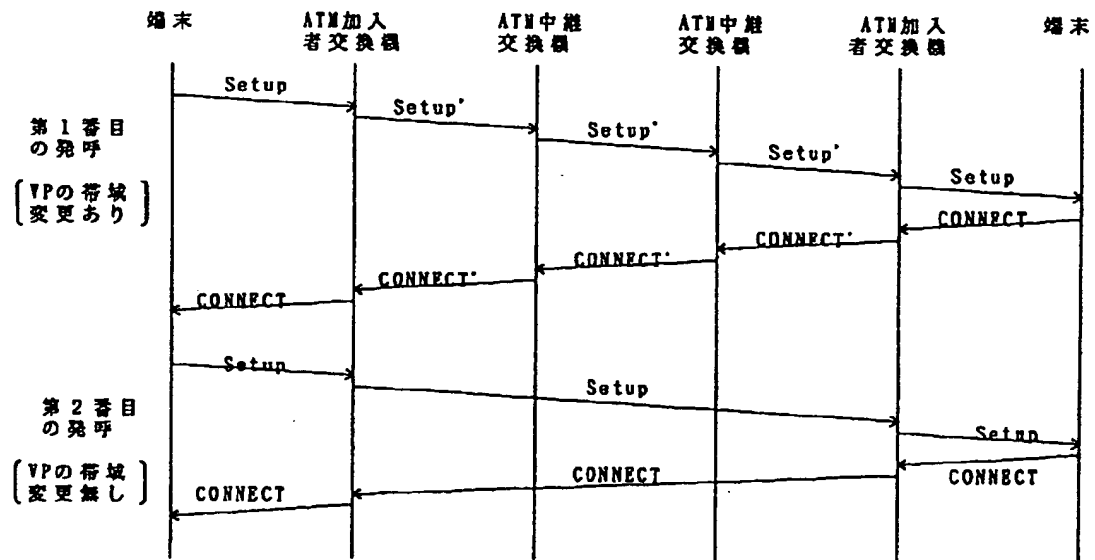 端末
ATM加入
者交換機
ATM中継
交換機
ATM中継
交換機
ATM加入
者交換機
端末
Setup
Setup'
Setup'
Setup'
Setup
第1番目
の発呼
VPの帯域
変更あり
CONNECT
CONNECT'
CONNECT'
CONNECT'
CONNECT
Setup
Setup
Setup
第2番目
の発呼
VPの帯域
変更無し
CONNECT
CONNECT
CONNECT